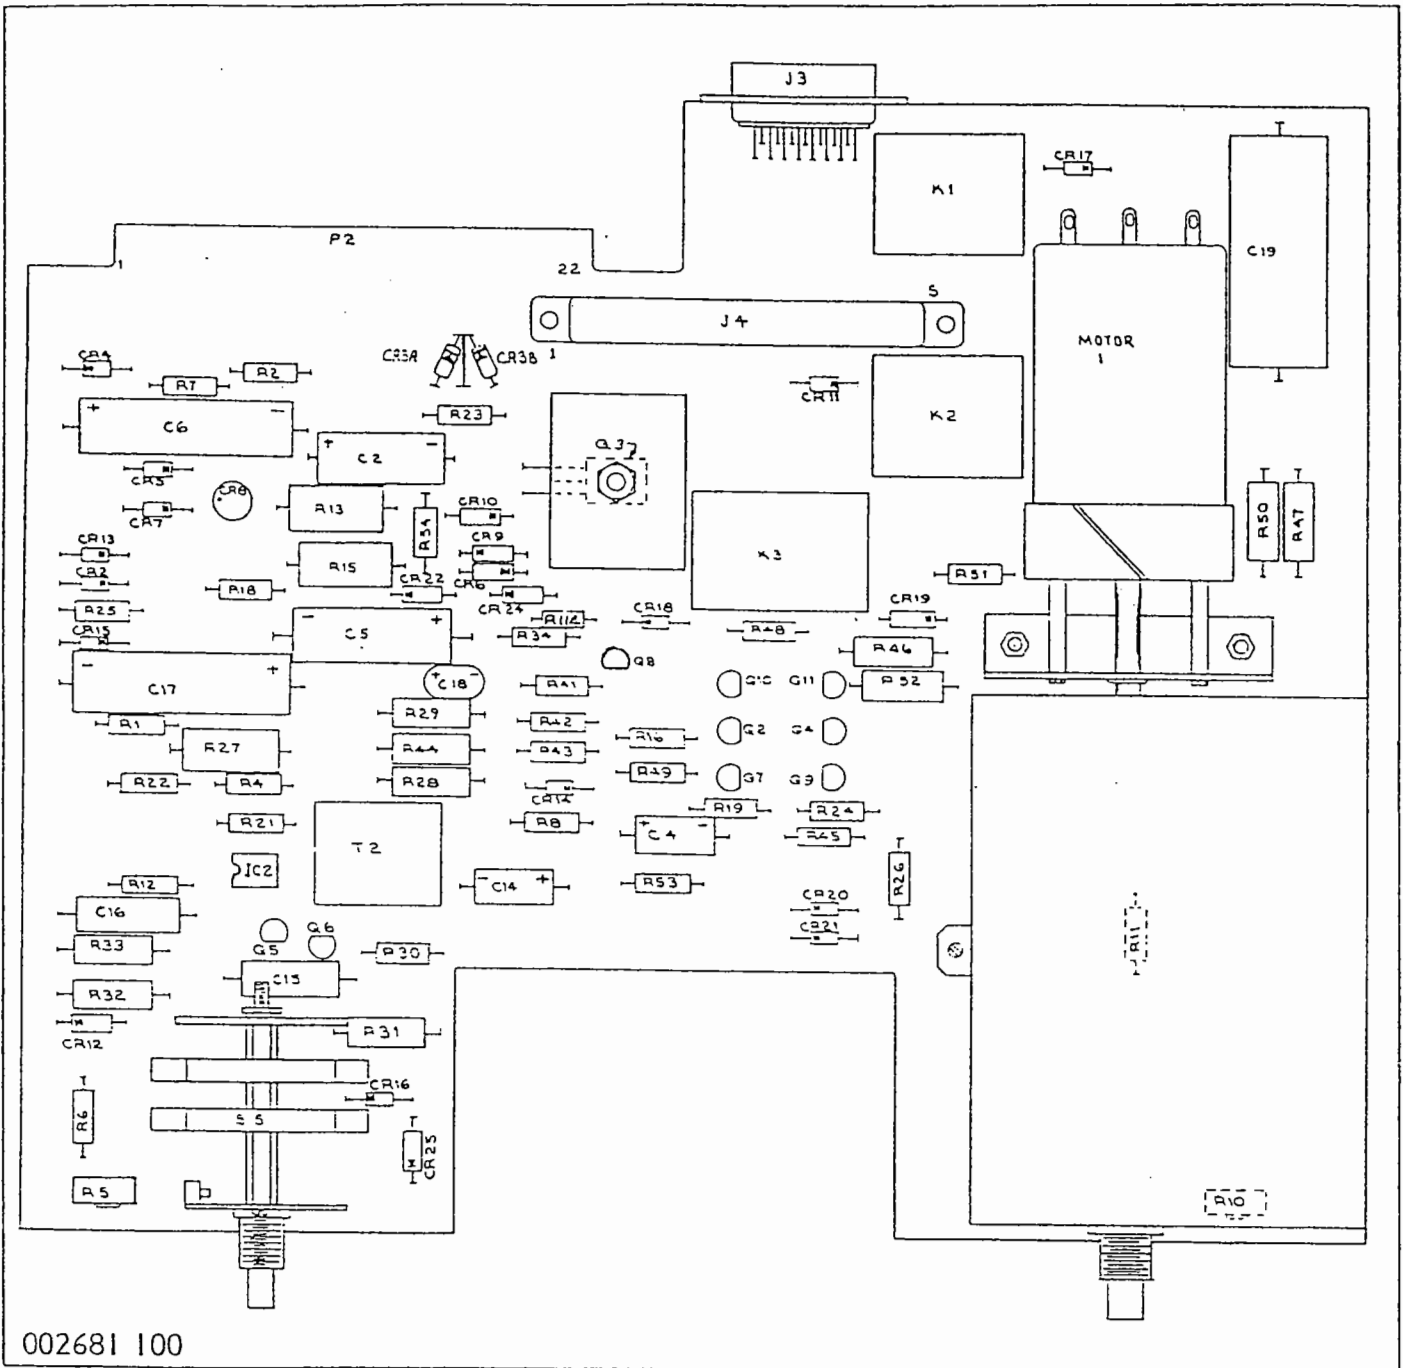 J3
CR17
K1
P2
1
22
C19
S
J4
1
MOTOR
1
CR4
CR3A
CR3B
R7
R2
CR11
K2
C6
+
-
R23
C2
+
-
Q3
CR5
CR8
CR7
R13
R54
CR10
R50
R47
CR13
CR9
K3
CR2
R15
CR6
R18
CR22
CR24
R51
R25
R112
CR18
CR19
CR15
C5
-
+
R34
R48
R46
C17
-
+
Q8
C18
+
-
R41
Q10
Q11
R52
R1
R29
R42
R16
Q2
Q4
R27
R44
R43
R49
Q7
Q9
R22
R4
R28
CR14
R19
R24
R21
R8
C4
+
-
R45
T2
IC2
R12
C14
-
+
R53
R26
C16
CR20
CR21
R11
R33
Q5
Q6
R30
C15
R32
CR12
R31
CR16
R6
S5
CR25
R5
R10
002681 100